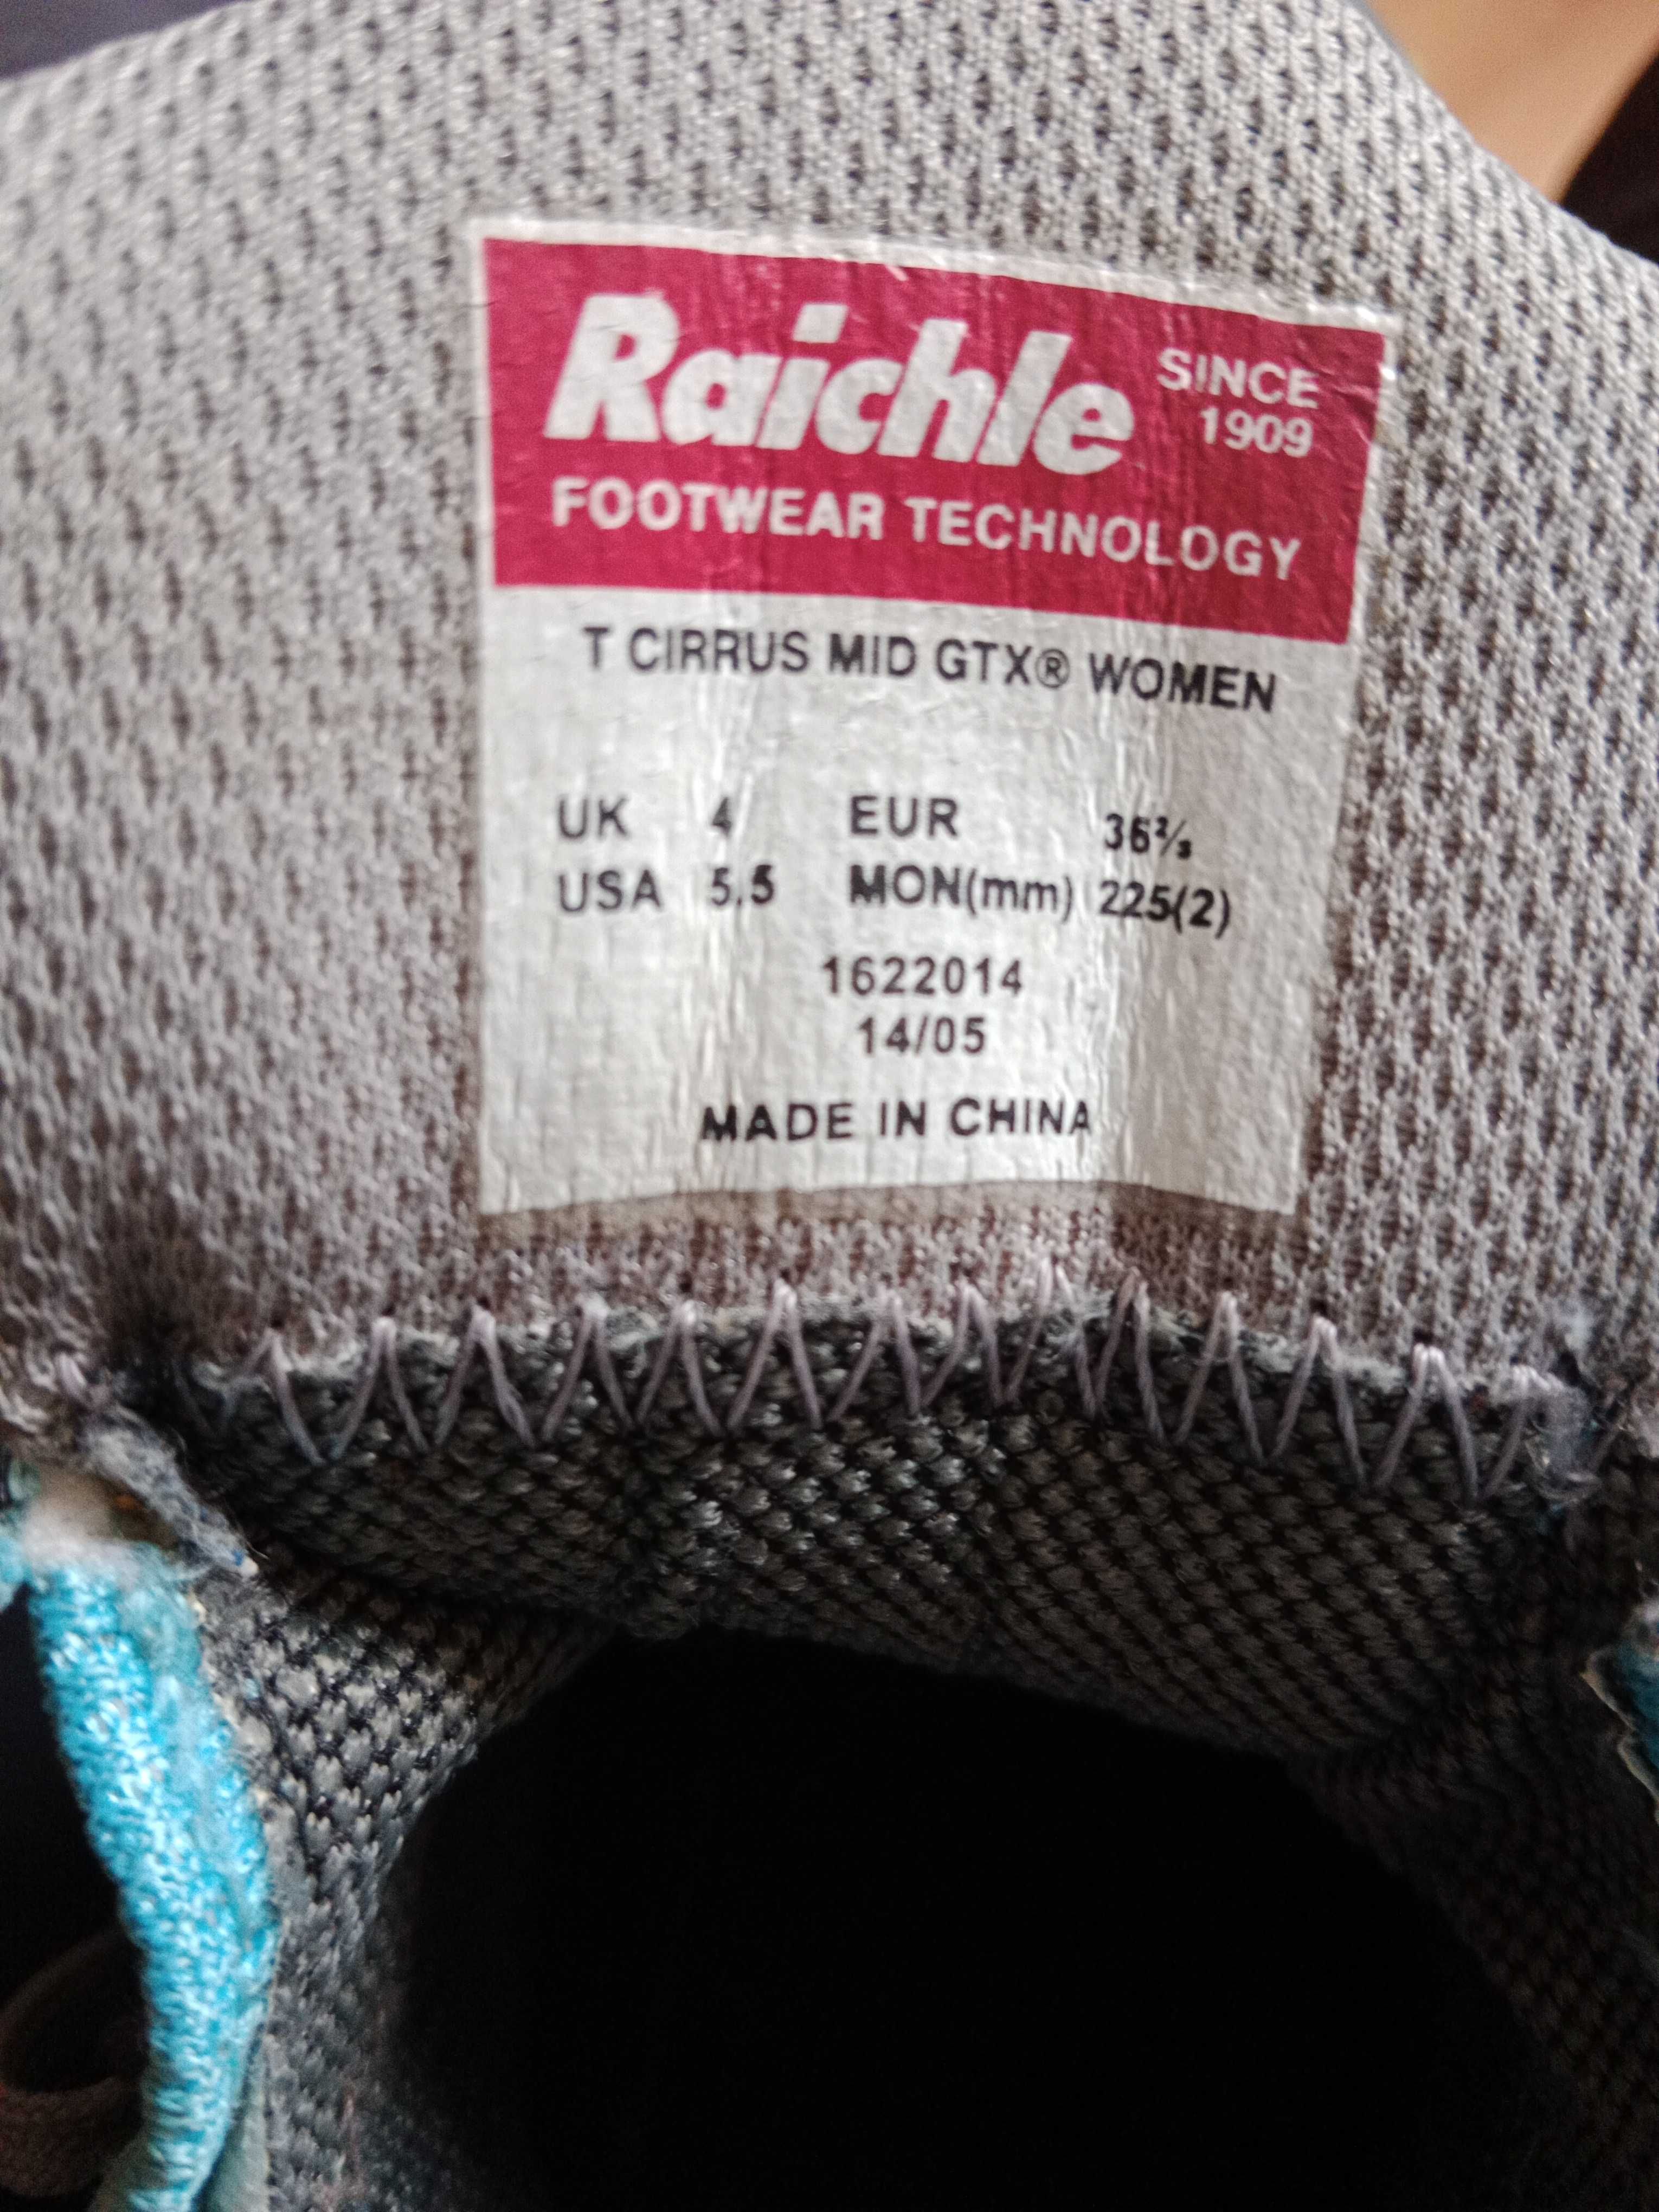 Raichle SINCE 1909
FOOTWEAR TECHNOLOGY
T CIRRUS MID GTX® WOMEN
UK 4 EUR 36⅔
USA 5.5 MON(mm) 225(2)
1622014
14/05
MADE IN CHINA